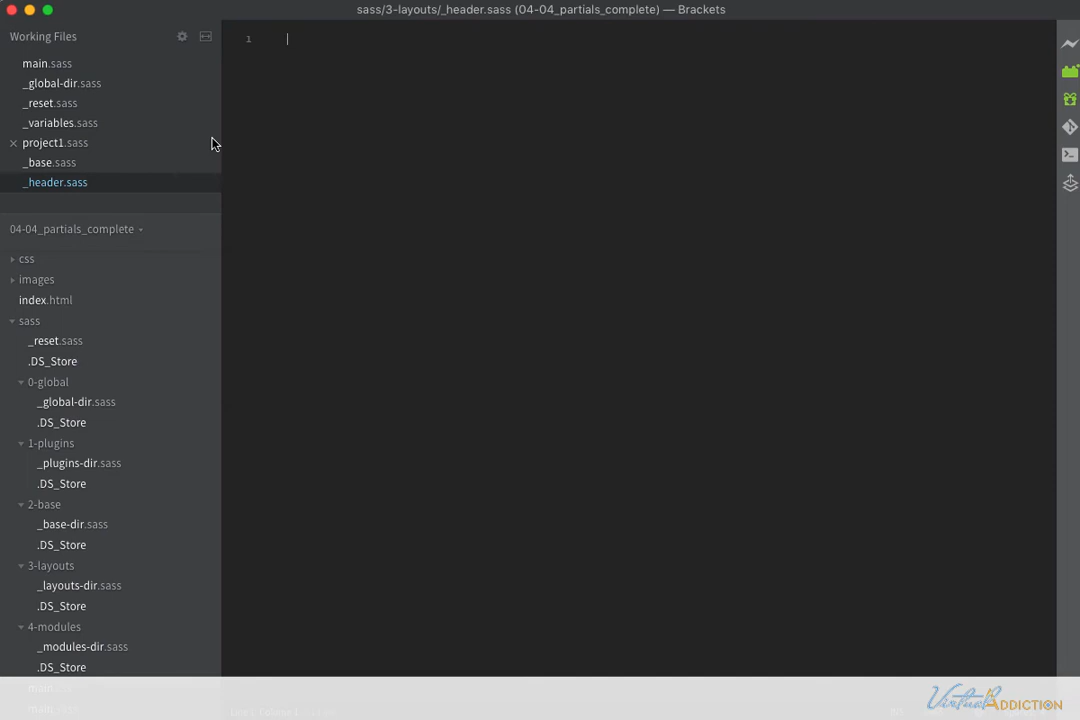 sass/3-layouts/_header.sass (04-04_partials_complete) — Brackets
Working Files
main.sass
_global-dir.sass
_reset.sass
_variables.sass
project1.sass
_base.sass
_header.sass
04-04_partials_complete
css
images
index.html
sass
_reset.sass
.DS_Store
0-global
_global-dir.sass
.DS_Store
1-plugins
_plugins-dir.sass
.DS_Store
2-base
_base-dir.sass
.DS_Store
3-layouts
_layouts-dir.sass
.DS_Store
4-modules
_modules-dir.sass
.DS_Store
1
Virtual ADDICTION